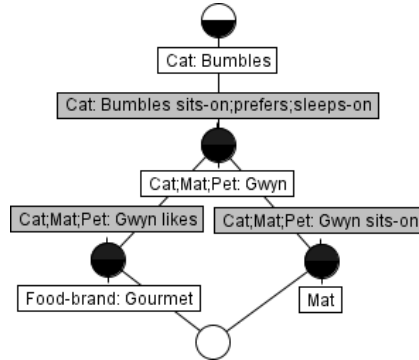 Cat: Bumbles
Cat: Bumbles sits-on;prefers;sleeps-on
Cat;Mat;Pet: Gwyn
Cat;Mat;Pet: Gwyn likes
Cat;Mat;Pet: Gwyn sits-on
Food-brand: Gourmet
Mat